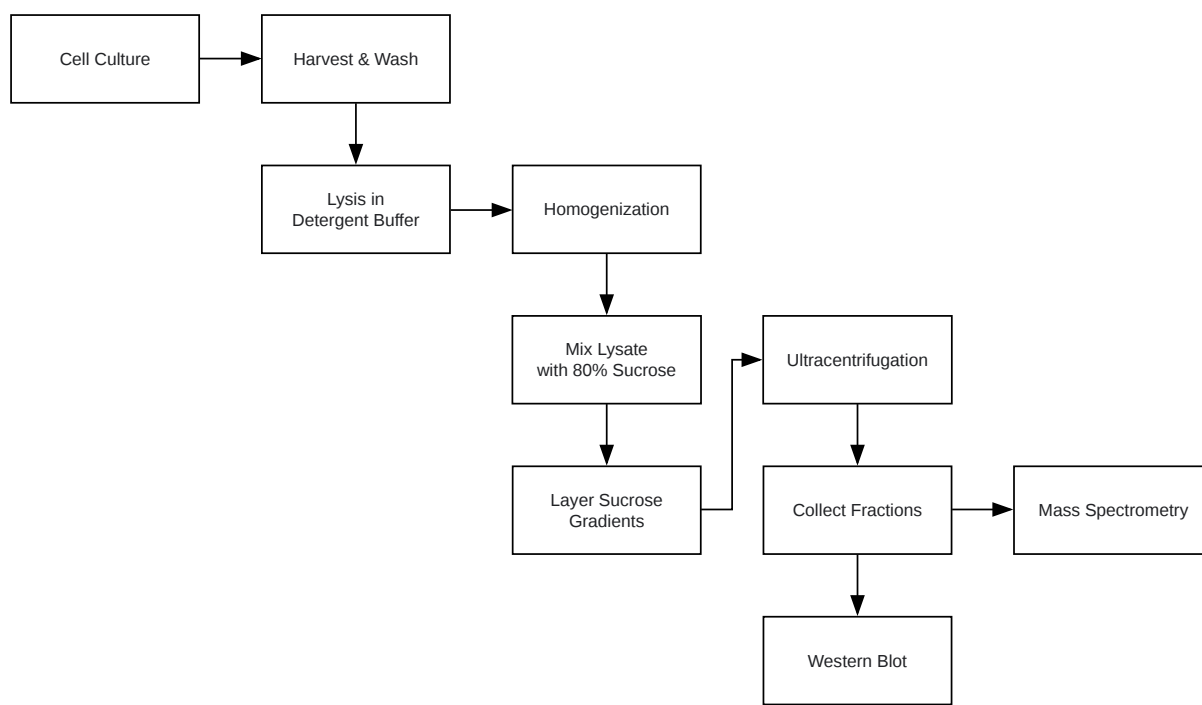 Cell Culture
Harvest & Wash
Lysis in
Detergent Buffer
Homogenization
Mix Lysate
with 80% Sucrose
Ultracentrifugation
Layer Sucrose
Gradients
Collect Fractions
Mass Spectrometry
Western Blot